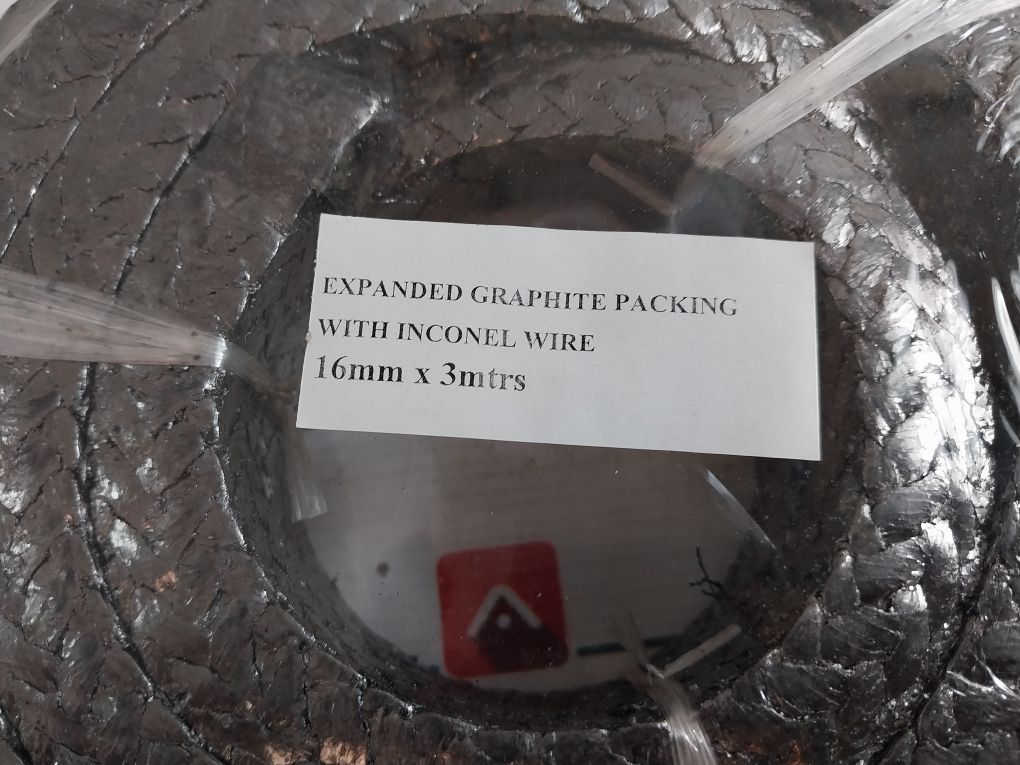 EXPANDED GRAPHITE PACKING
WITH INCONEL WIRE
16mm x 3mtrs